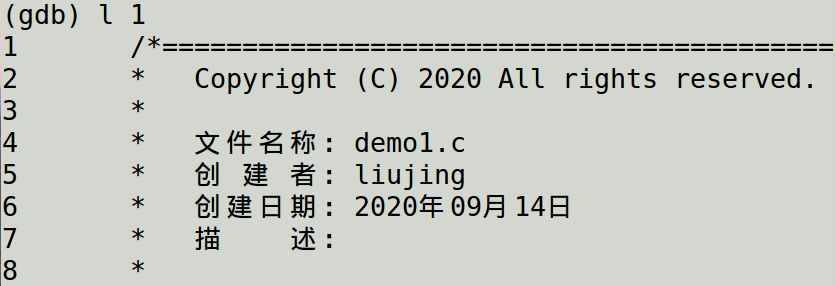 (gdb) l 1
1 /*==========================================
2 * Copyright (C) 2020 All rights reserved.
3 *
4 * 文件名称: demo1.c
5 * 创 建 者: liujing
6 * 创建日期: 2020年09月14日
7 * 描 述:
8 *